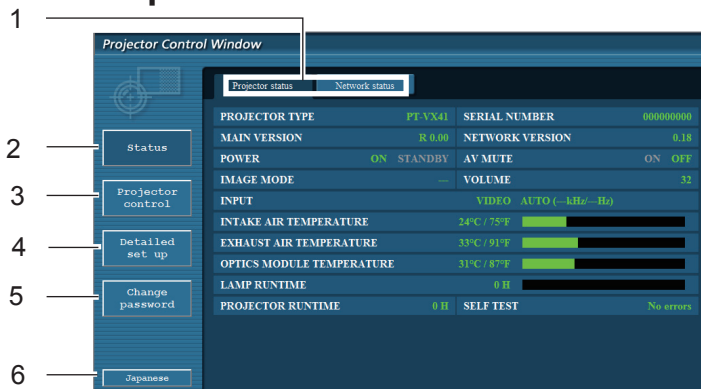 1
Projector Control Window
Projector status Network status
PROJECTOR TYPE PT-VX41 SERIAL NUMBER 000000000
2 Status
MAIN VERSION R 0.00 NETWORK VERSION 0.18
POWER ON STANDBY AV MUTE ON OFF
IMAGE MODE --- VOLUME 32
3 Projector
control
INPUT VIDEO AUTO (---kHz/---Hz)
INTAKE AIR TEMPERATURE 24°C / 75°F
4 Detailed
set up
EXHAUST AIR TEMPERATURE 33°C / 91°F
OPTICS MODULE TEMPERATURE 31°C / 87°F
5 Change
password
LAMP RUNTIME 0 H
PROJECTOR RUNTIME 0 H SELF TEST No errors
6 Japanese